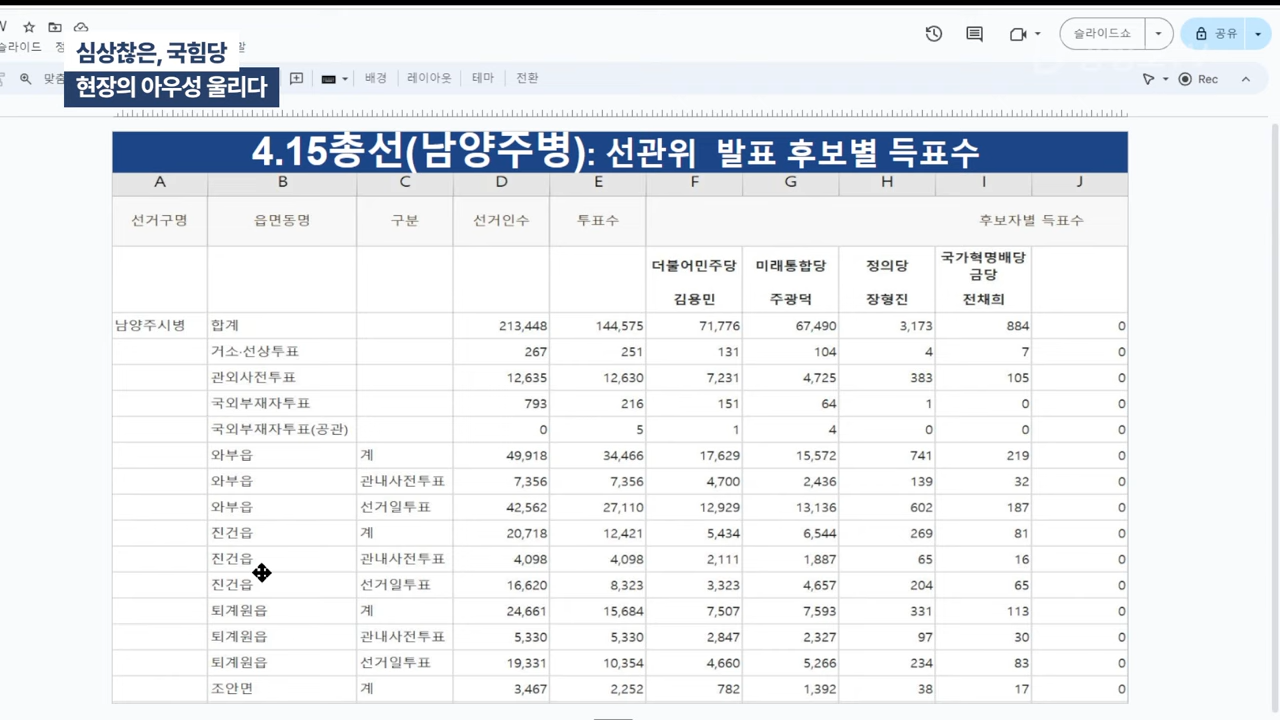 심상찮은, 국힘당
현장의 아우성 울리다
슬라이드
맞춤
배경 레이아웃 테마 전환
슬라이드쇼
공유
Rec
4.15총선(남양주병): 선관위 발표 후보별 득표수
A B C D E F G H I J
선거구명 읍면동명 구분 선거인수 투표수 후보자별 득표수
더불어민주당 미래통합당 정의당 국가혁명배당
금당
김용민 주광덕 장형진 전채희
남양주시병 합계 213,448 144,575 71,776 67,490 3,173 884 0
거소·선상투표 267 251 131 104 4 7 0
관외사전투표 12,635 12,630 7,231 4,725 383 105 0
국외부재자투표 793 216 151 64 1 0 0
국외부재자투표(공관) 0 5 1 4 0 0 0
와부읍 계 49,918 34,466 17,629 15,572 741 219 0
와부읍 관내사전투표 7,356 7,356 4,700 2,436 139 32 0
와부읍 선거일투표 42,562 27,110 12,929 13,136 602 187 0
진건읍 계 20,718 12,421 5,434 6,544 269 81 0
진건읍 관내사전투표 4,098 4,098 2,111 1,887 65 16 0
진건읍 선거일투표 16,620 8,323 3,323 4,657 204 65 0
퇴계원읍 계 24,661 15,684 7,507 7,593 331 113 0
퇴계원읍 관내사전투표 5,330 5,330 2,847 2,327 97 30 0
퇴계원읍 선거일투표 19,331 10,354 4,660 5,266 234 83 0
조안면 계 3,467 2,252 782 1,392 38 17 0